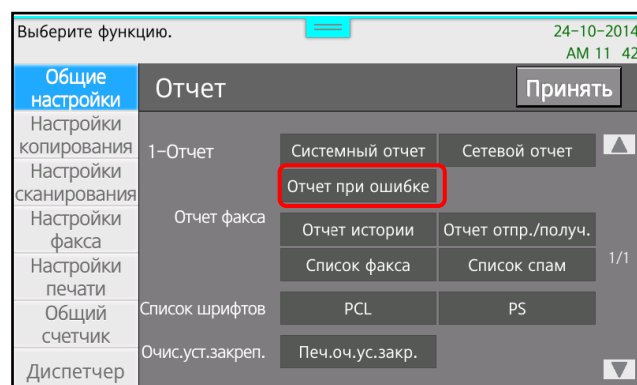 Выберите функцию.
24-10-2014
AM 11 42
Общие
настройки
Отчет
Принять
Настройки
копирования
Настройки
сканирования
Настройки
факса
Настройки
печати
Общий
счетчик
Диспетчер
1-Отчет
Системный отчет
Сетевой отчет
Отчет при ошибке
Отчет факса
Отчет истории
Отчет отпр./получ.
Список факса
Список спам
1/1
Список шрифтов
PCL
PS
Очис.уст.закреп.
Печ.оч.ус.закр.